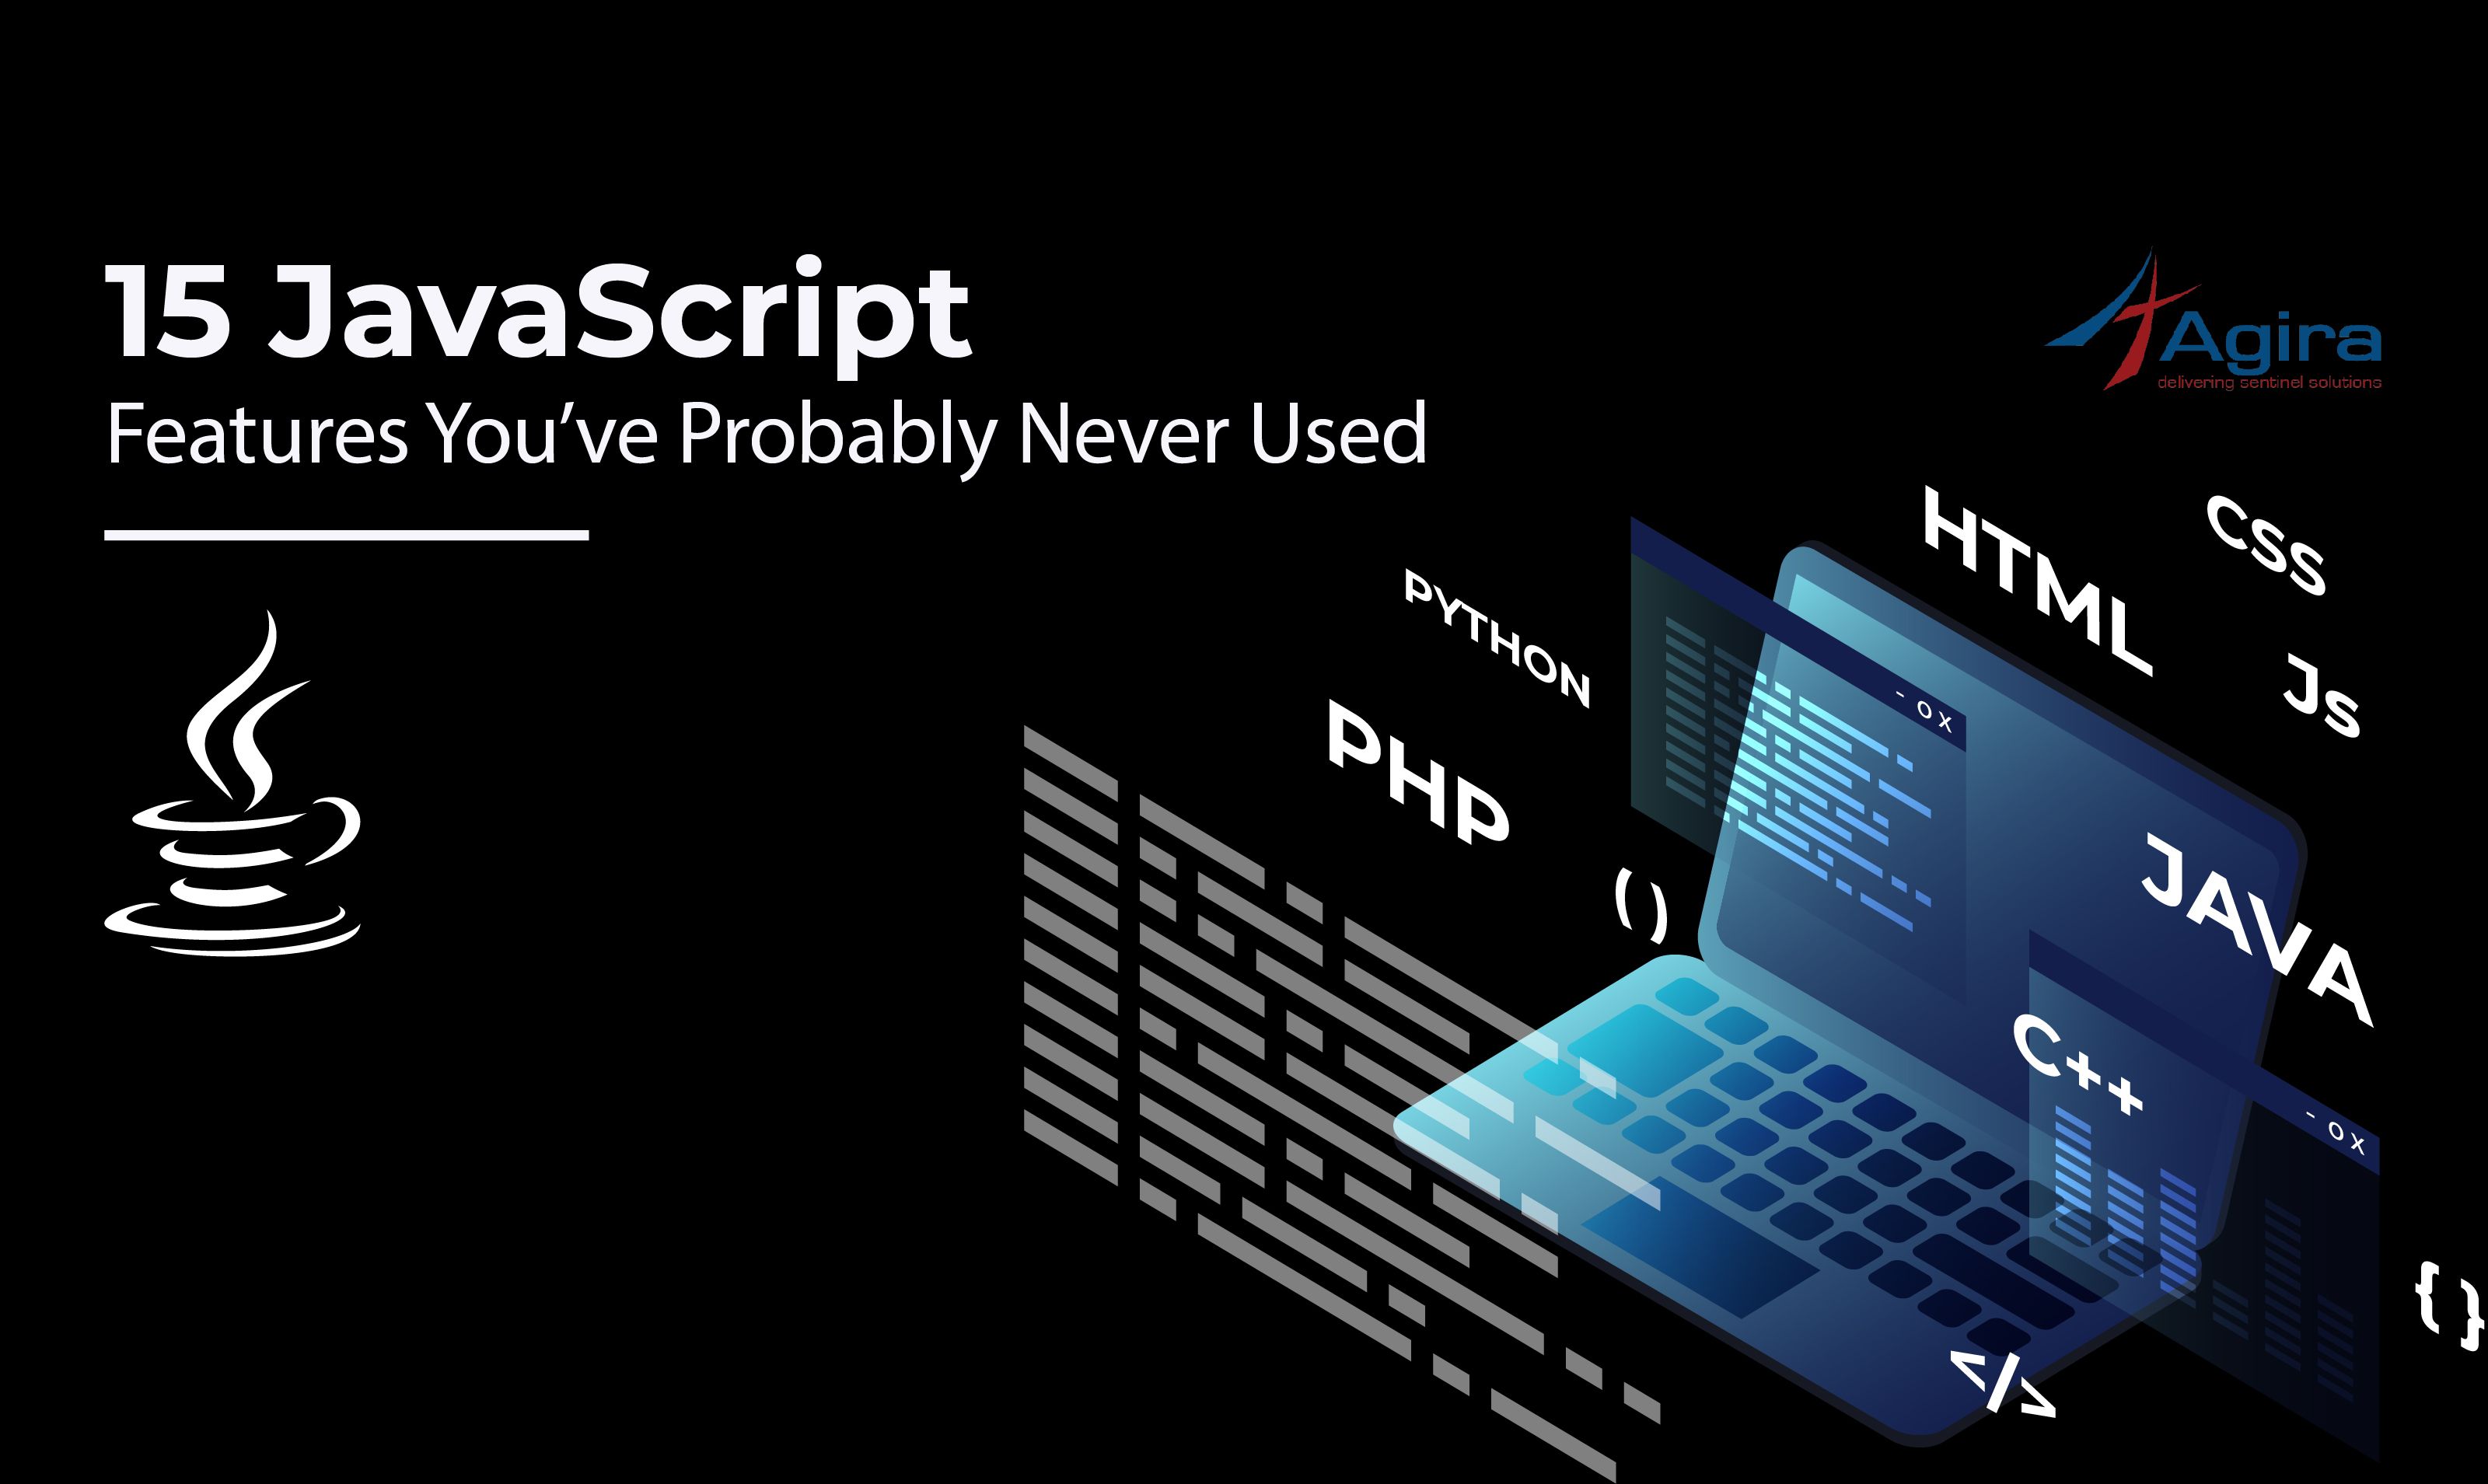 15 JavaScript
Features You’ve Probably Never Used
Agira
delivering sentinel solutions
HTML
CSS
PYTHON
Js
- O X
PHP
JAVA
( )
C++
- O X
{ }
</>